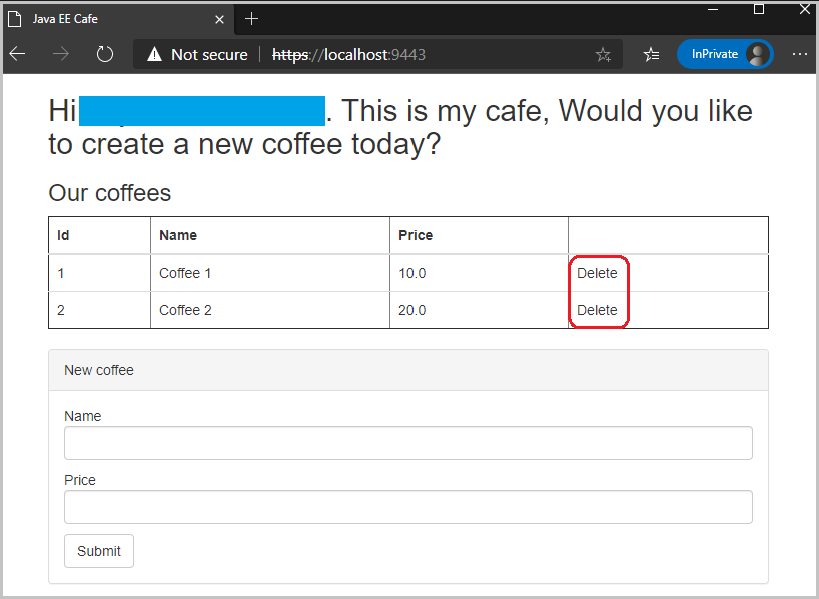 Java EE Cafe
Not secure https://localhost:9443 InPrivate
Hi . This is my cafe, Would you like
to create a new coffee today?
Our coffees
Id Name Price
1 Coffee 1 10.0 Delete
2 Coffee 2 20.0 Delete
New coffee
Name
Price
Submit